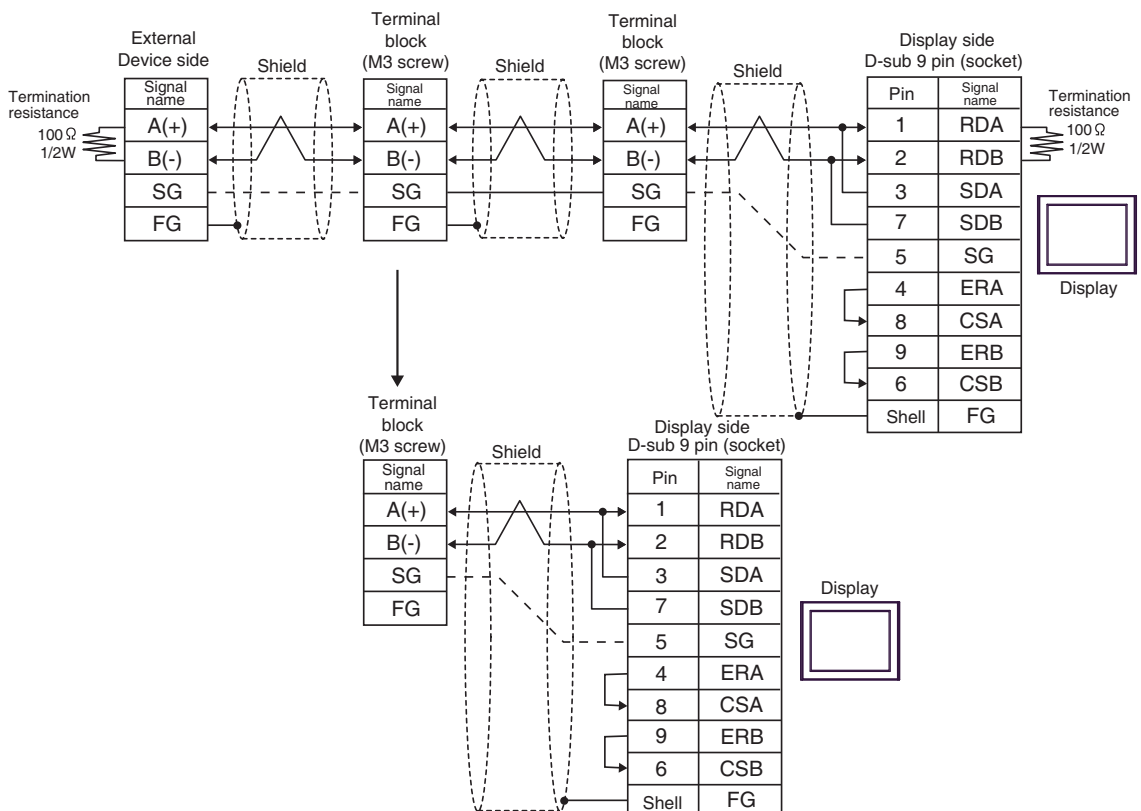 External
Device side
Signal
name
A(+)
B(-)
SG
FG
Termination
resistance
100 Ω
1/2W
Shield
Terminal
block
(M3 screw)
Signal
name
A(+)
B(-)
SG
FG
Shield
Terminal
block
(M3 screw)
Signal
name
A(+)
B(-)
SG
FG
Shield
Display side
D-sub 9 pin (socket)
Pin Signal name
1 RDA
2 RDB
3 SDA
7 SDB
5 SG
4 ERA
8 CSA
9 ERB
6 CSB
Shell FG
Termination
resistance
100 Ω
1/2W
Display
Terminal
block
(M3 screw)
Signal
name
A(+)
B(-)
SG
FG
Shield
Display side
D-sub 9 pin (socket)
Pin Signal name
1 RDA
2 RDB
3 SDA
7 SDB
5 SG
4 ERA
8 CSA
9 ERB
6 CSB
Shell FG
Display